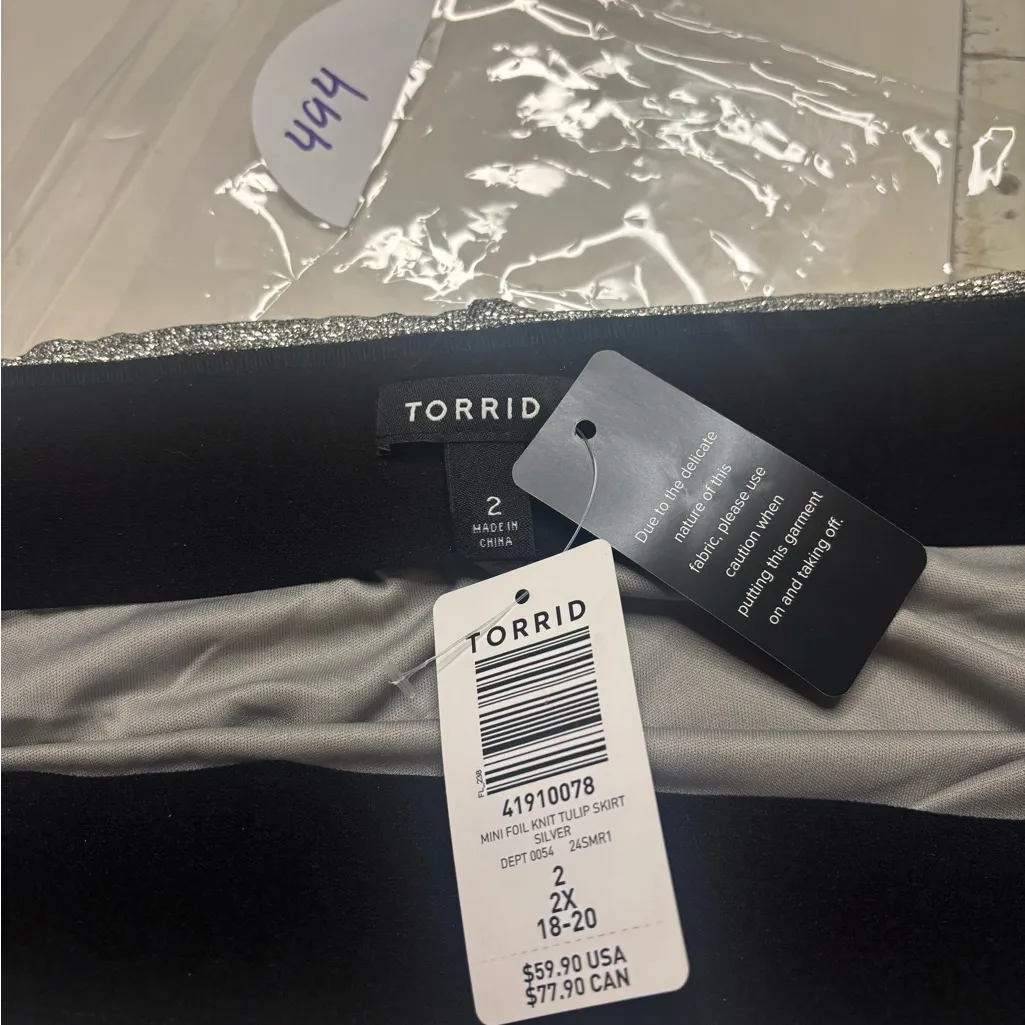 494
TORRID
2
MADE IN
CHINA
Due to the delicate
nature of this
fabric, please use
caution when
putting this garment
on and taking off.
TORRID
FL_238
41910078
MINI FOIL KNIT TULIP SKIRT
SILVER
DEPT 0054 24SMR1
2
2X
18-20
$59.90 USA
$77.90 CAN